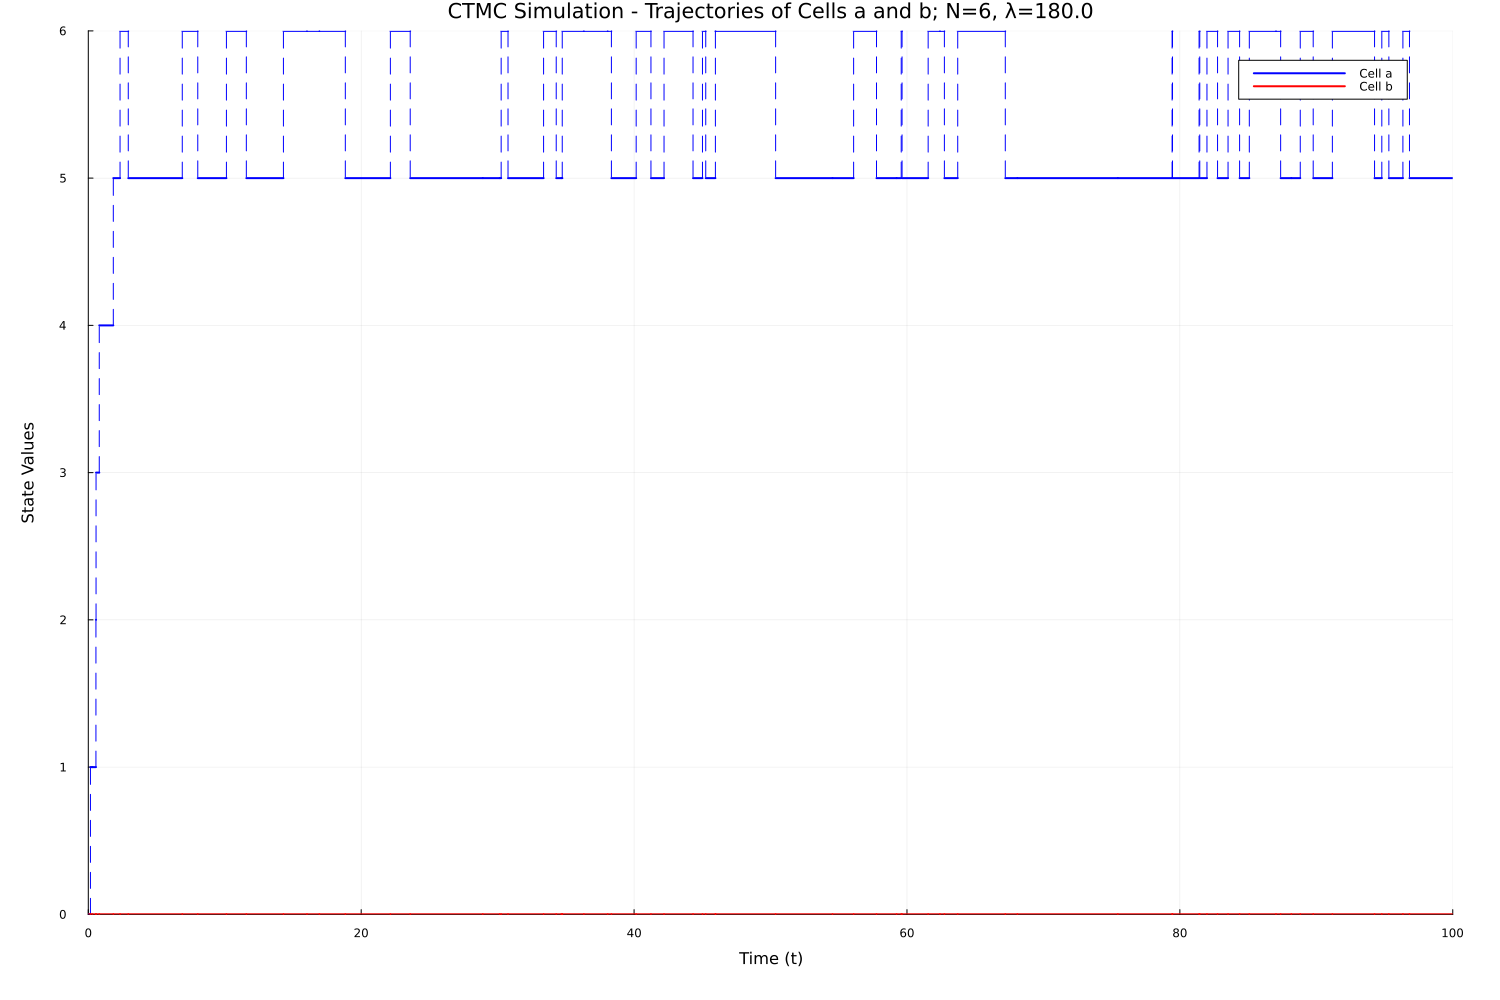 CTMC Simulation - Trajectories of Cells a and b; N=6, λ=180.0
6
Cell a
Cell b
5
4
State Values
3
2
1
0
0 20 40 60 80 100
Time (t)